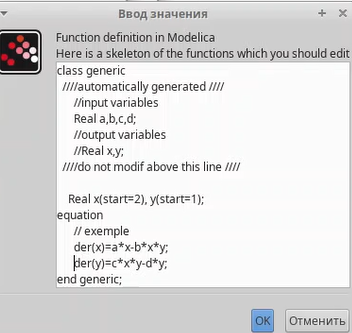 Ввод значения
Function definition in Modelica
Here is a skeleton of the functions which you should edit
class generic
////automatically generated ////
//input variables
Real a,b,c,d;
//output variables
//Real x,y;
////do not modif above this line ////
Real x(start=2), y(start=1);
equation
// exemple
der(x)=a*x-b*x*y;
der(y)=c*x*y-d*y;
end generic;
OK Отменить